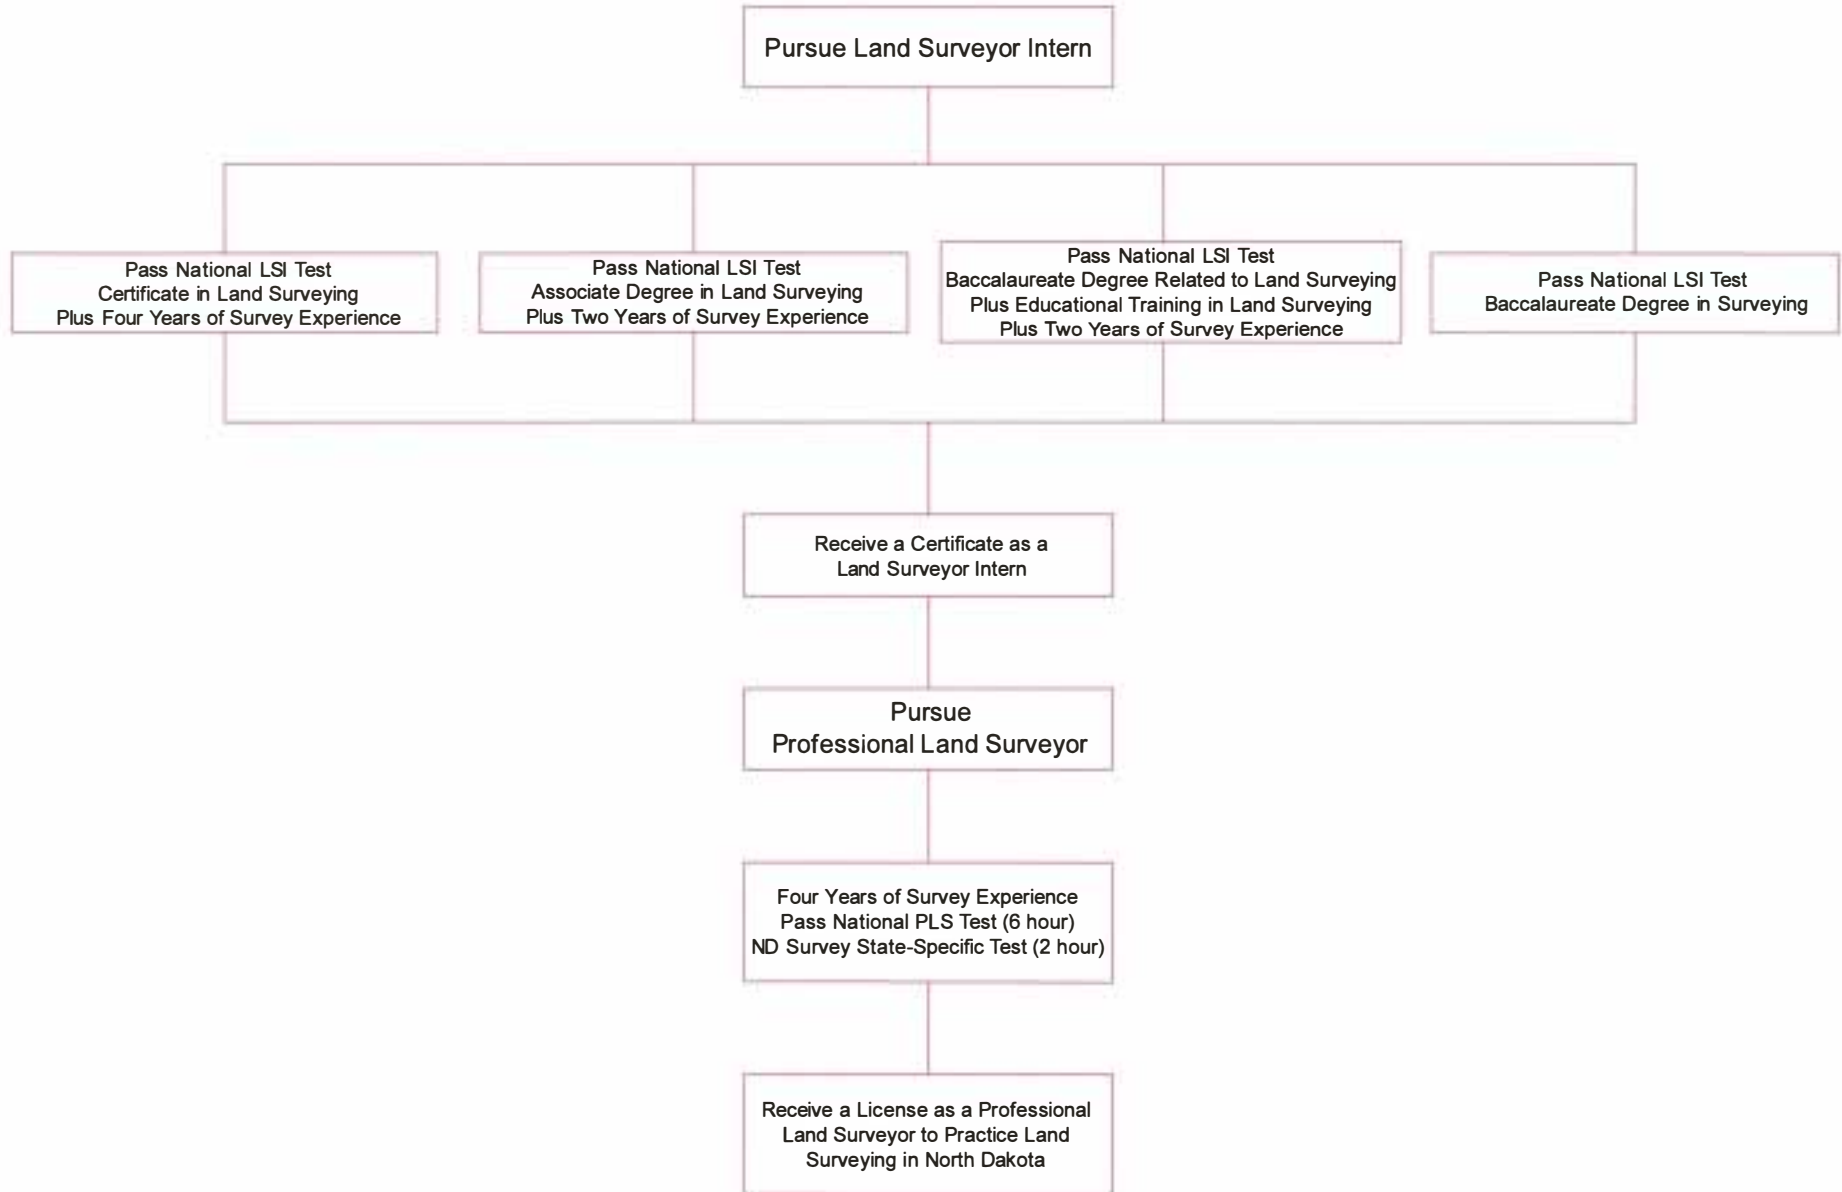 Pursue Land Surveyor Intern
Pass National LSI Test
Certificate in Land Surveying
Plus Four Years of Survey Experience
Pass National LSI Test
Associate Degree in Land Surveying
Plus Two Years of Survey Experience
Pass National LSI Test
Baccalaureate Degree Related to Land Surveying
Plus Educational Training in Land Surveying
Plus Two Years of Survey Experience
Pass National LSI Test
Baccalaureate Degree in Surveying
Receive a Certificate as a
Land Surveyor Intern
Pursue
Professional Land Surveyor
Four Years of Survey Experience
Pass National PLS Test (6 hour)
ND Survey State-Specific Test (2 hour)
Receive a License as a Professional
Land Surveyor to Practice Land
Surveying in North Dakota